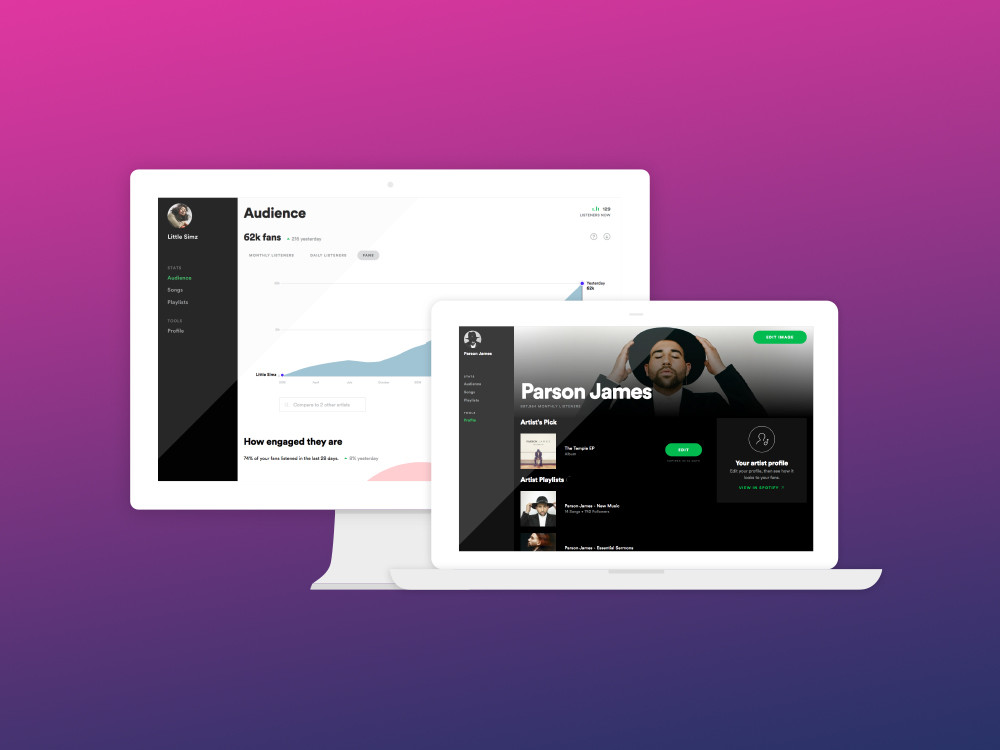 Little Simz
STATS
Audience
Songs
Playlists
TOOLS
Profile
Audience
129
LISTENERS NOW
62k fans
yesterday
MONTHLY LISTENERS
DAILY LISTENERS
FANS
Yesterday
62k
Little Simz
April
July
October
Compare to 2 other artists
How engaged they are
74% of your fans listened in the last 28 days.
8% yesterday
Parson James
STATS
Audience
Songs
Playlists
TOOLS
Profile
EDIT IMAGE
Parson James
MONTHLY LISTENERS
Artist's Pick
The Temple EP
Album
EDIT
Artist Playlists
Parson James - New Music
Parson James - Essential Sermons
Your artist profile
Edit your profile, then see how it
looks to your fans.
VIEW IN SPOTIFY